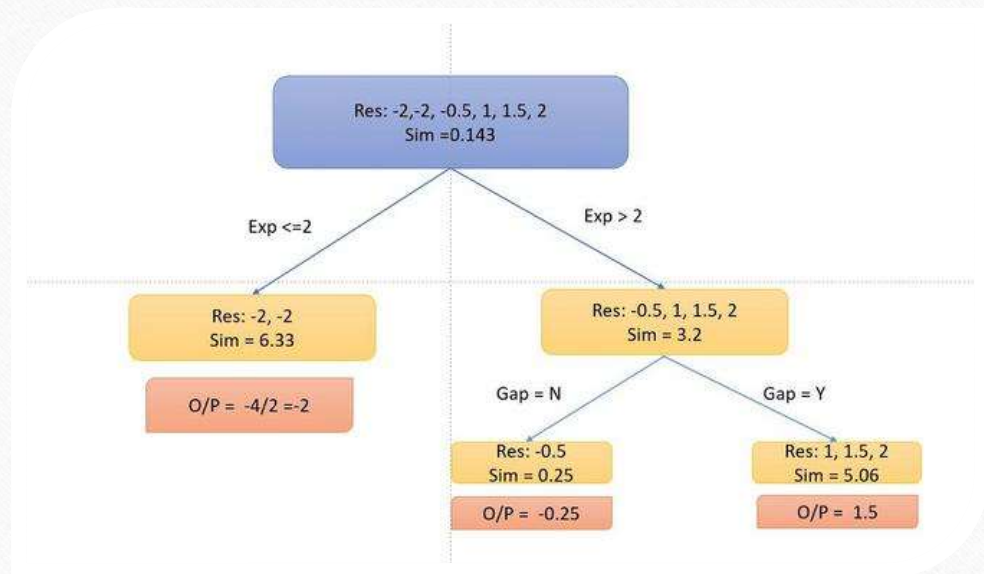 Res: -2,-2, -0.5, 1, 1.5, 2
Sim =0.143
Exp <=2
Exp > 2
Res: -2, -2
Sim = 6.33
O/P = -4/2 =-2
Res: -0.5, 1, 1.5, 2
Sim = 3.2
Gap = N
Gap = Y
Res: -0.5
Sim = 0.25
O/P = -0.25
Res: 1, 1.5, 2
Sim = 5.06
O/P = 1.5